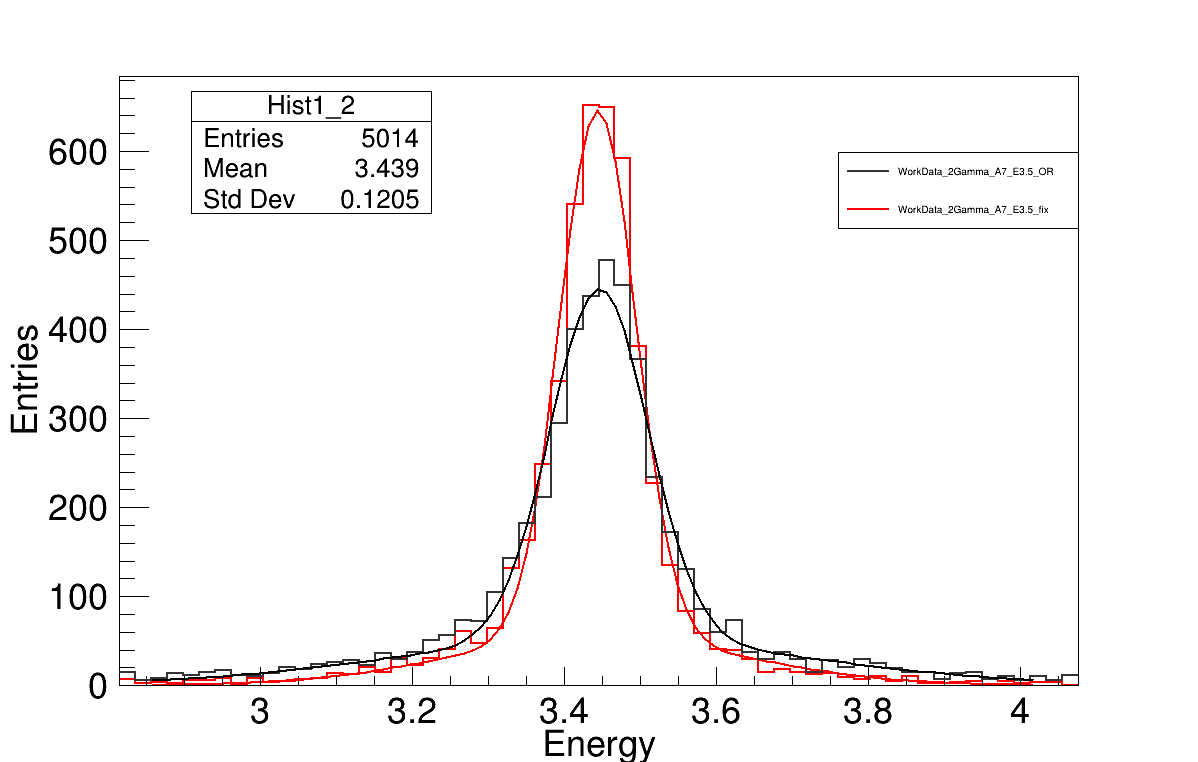 Hist1_2
Entries 5014
Mean 3.439
Std Dev 0.1205
WorkData_2Gamma_A7_E3.5_OR
WorkData_2Gamma_A7_E3.5_fix
600
500
400
300
200
100
0
Entries
3 3.2 3.4 3.6 3.8 4
Energy